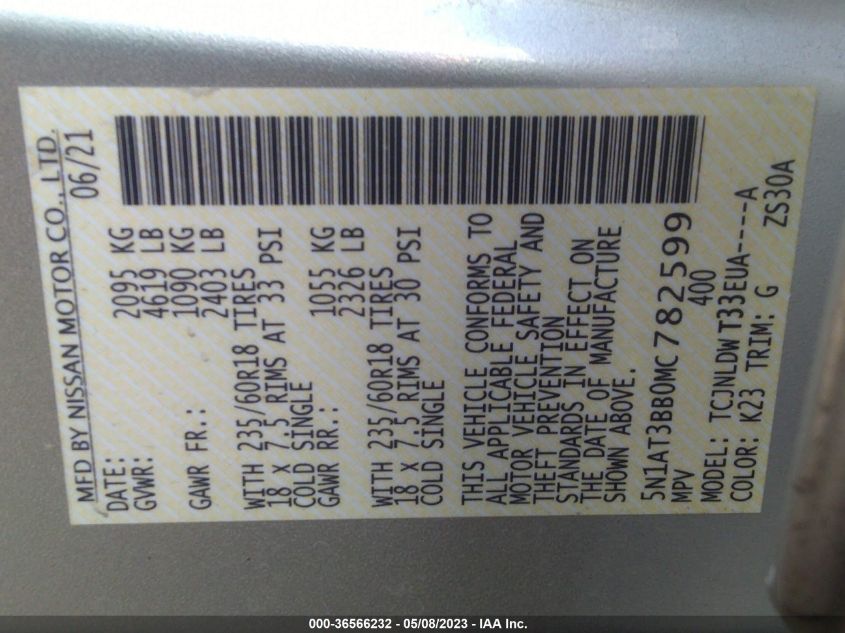 MFD BY NISSAN MOTOR CO., LTD.
DATE: 06/21
GVWR: 2095 KG
4619 LB
GAWR FR.: 1090 KG
2403 LB
WITH 235/60R18 TIRES
18 X 7.5 RIMS AT 33 PSI
COLD SINGLE
GAWR RR.: 1055 KG
2326 LB
WITH 235/60R18 TIRES
18 X 7.5 RIMS AT 30 PSI
COLD SINGLE
THIS VEHICLE CONFORMS TO
ALL APPLICABLE FEDERAL
MOTOR VEHICLE SAFETY AND
THEFT PREVENTION
STANDARDS IN EFFECT ON
THE DATE OF MANUFACTURE
SHOWN ABOVE.
5N1AT3BB0MC782599
MPV 400
MODEL: TCJNLDWT33EUA----A
COLOR: K23 TRIM: G ZS30A
000-36566232 - 05/08/2023 - IAA Inc.